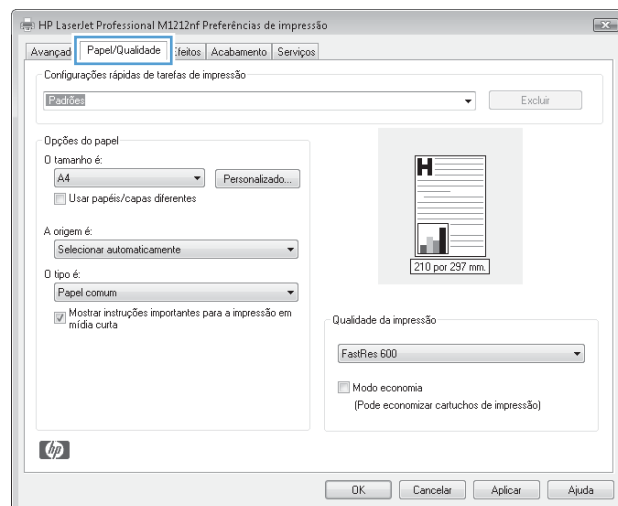 HP LaserJet Professional M1212nf Preferências de impressão
Avançad Papel/Qualidade feitos Acabamento Serviços
Configurações rápidas de tarefas de impressão
Padrões Excluir
Opções do papel
O tamanho é:
A4 Personalizado...
Usar papéis/capas diferentes
A origem é:
Selecionar automaticamente
O tipo é:
Papel comum
Mostrar instruções importantes para a impressão em
mídia curta
H
210 por 297 mm.
Qualidade da impressão
FastRes 600
Modo economia
(Pode economizar cartuchos de impressão)
hp
OK Cancelar Aplicar Ajuda